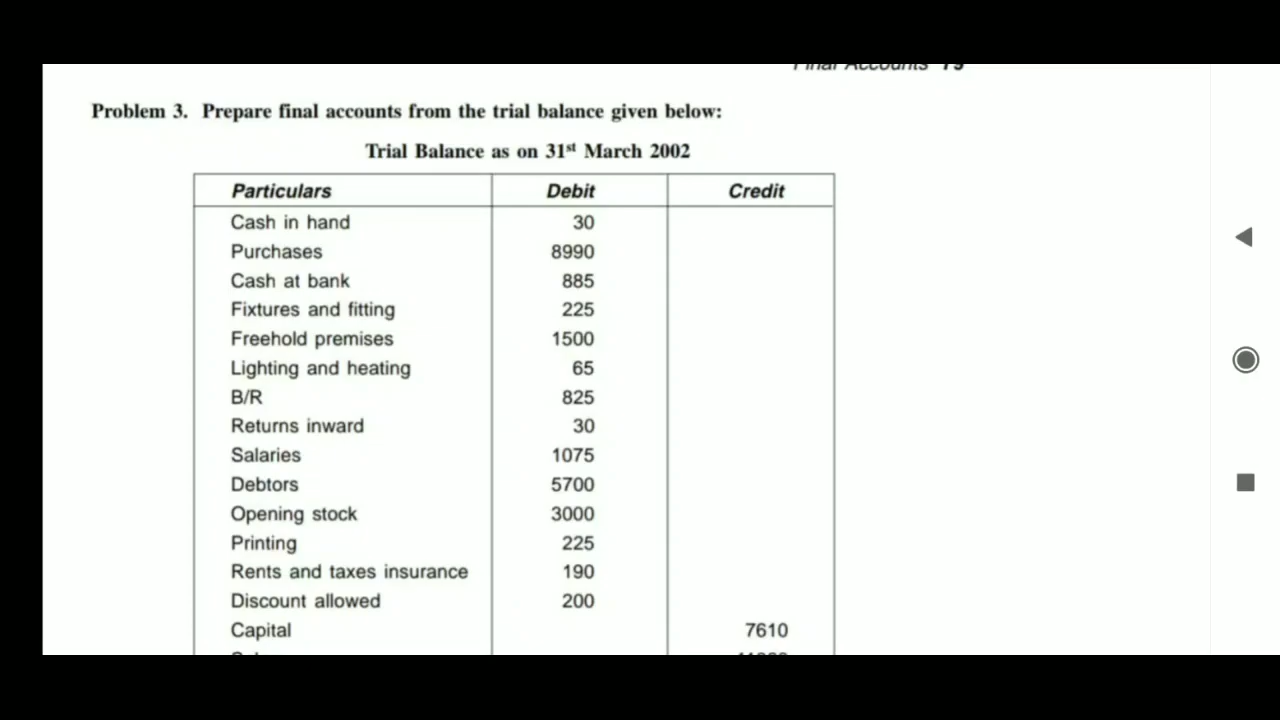 Final Accounts 79
Problem 3. Prepare final accounts from the trial balance given below:
Trial Balance as on 31st March 2002
Particulars Debit Credit
Cash in hand 30
Purchases 8990
Cash at bank 885
Fixtures and fitting 225
Freehold premises 1500
Lighting and heating 65
B/R 825
Returns inward 30
Salaries 1075
Debtors 5700
Opening stock 3000
Printing 225
Rents and taxes insurance 190
Discount allowed 200
Capital 7610